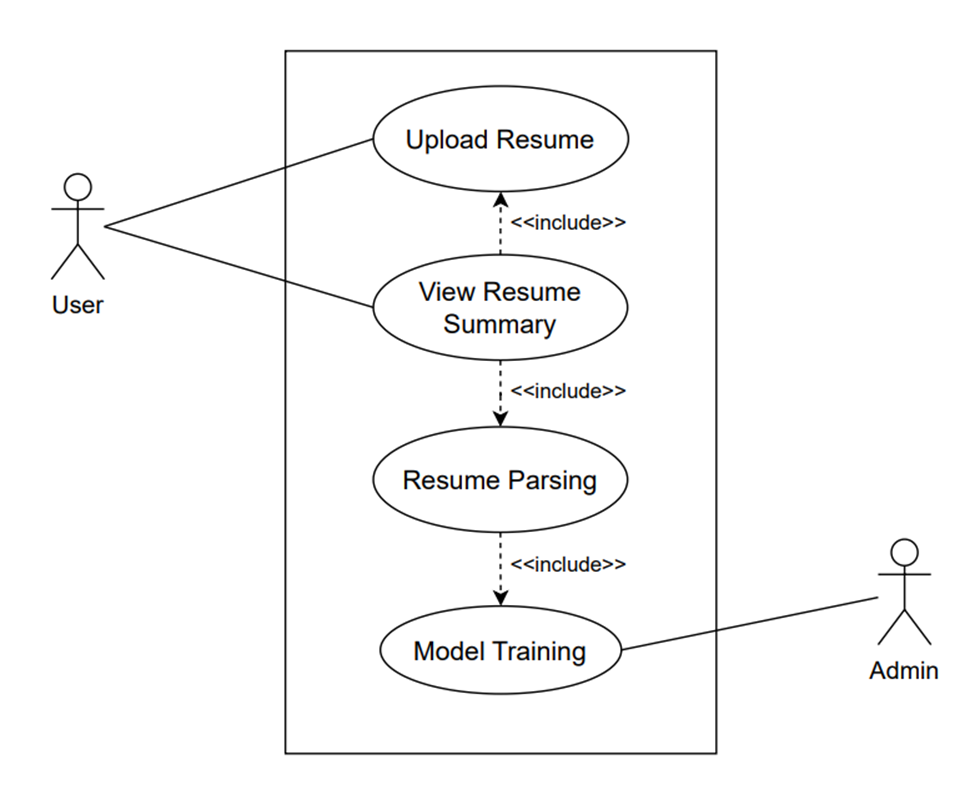 Upload Resume
<<include>>
User
View Resume
Summary
<<include>>
Resume Parsing
<<include>>
Model Training
Admin